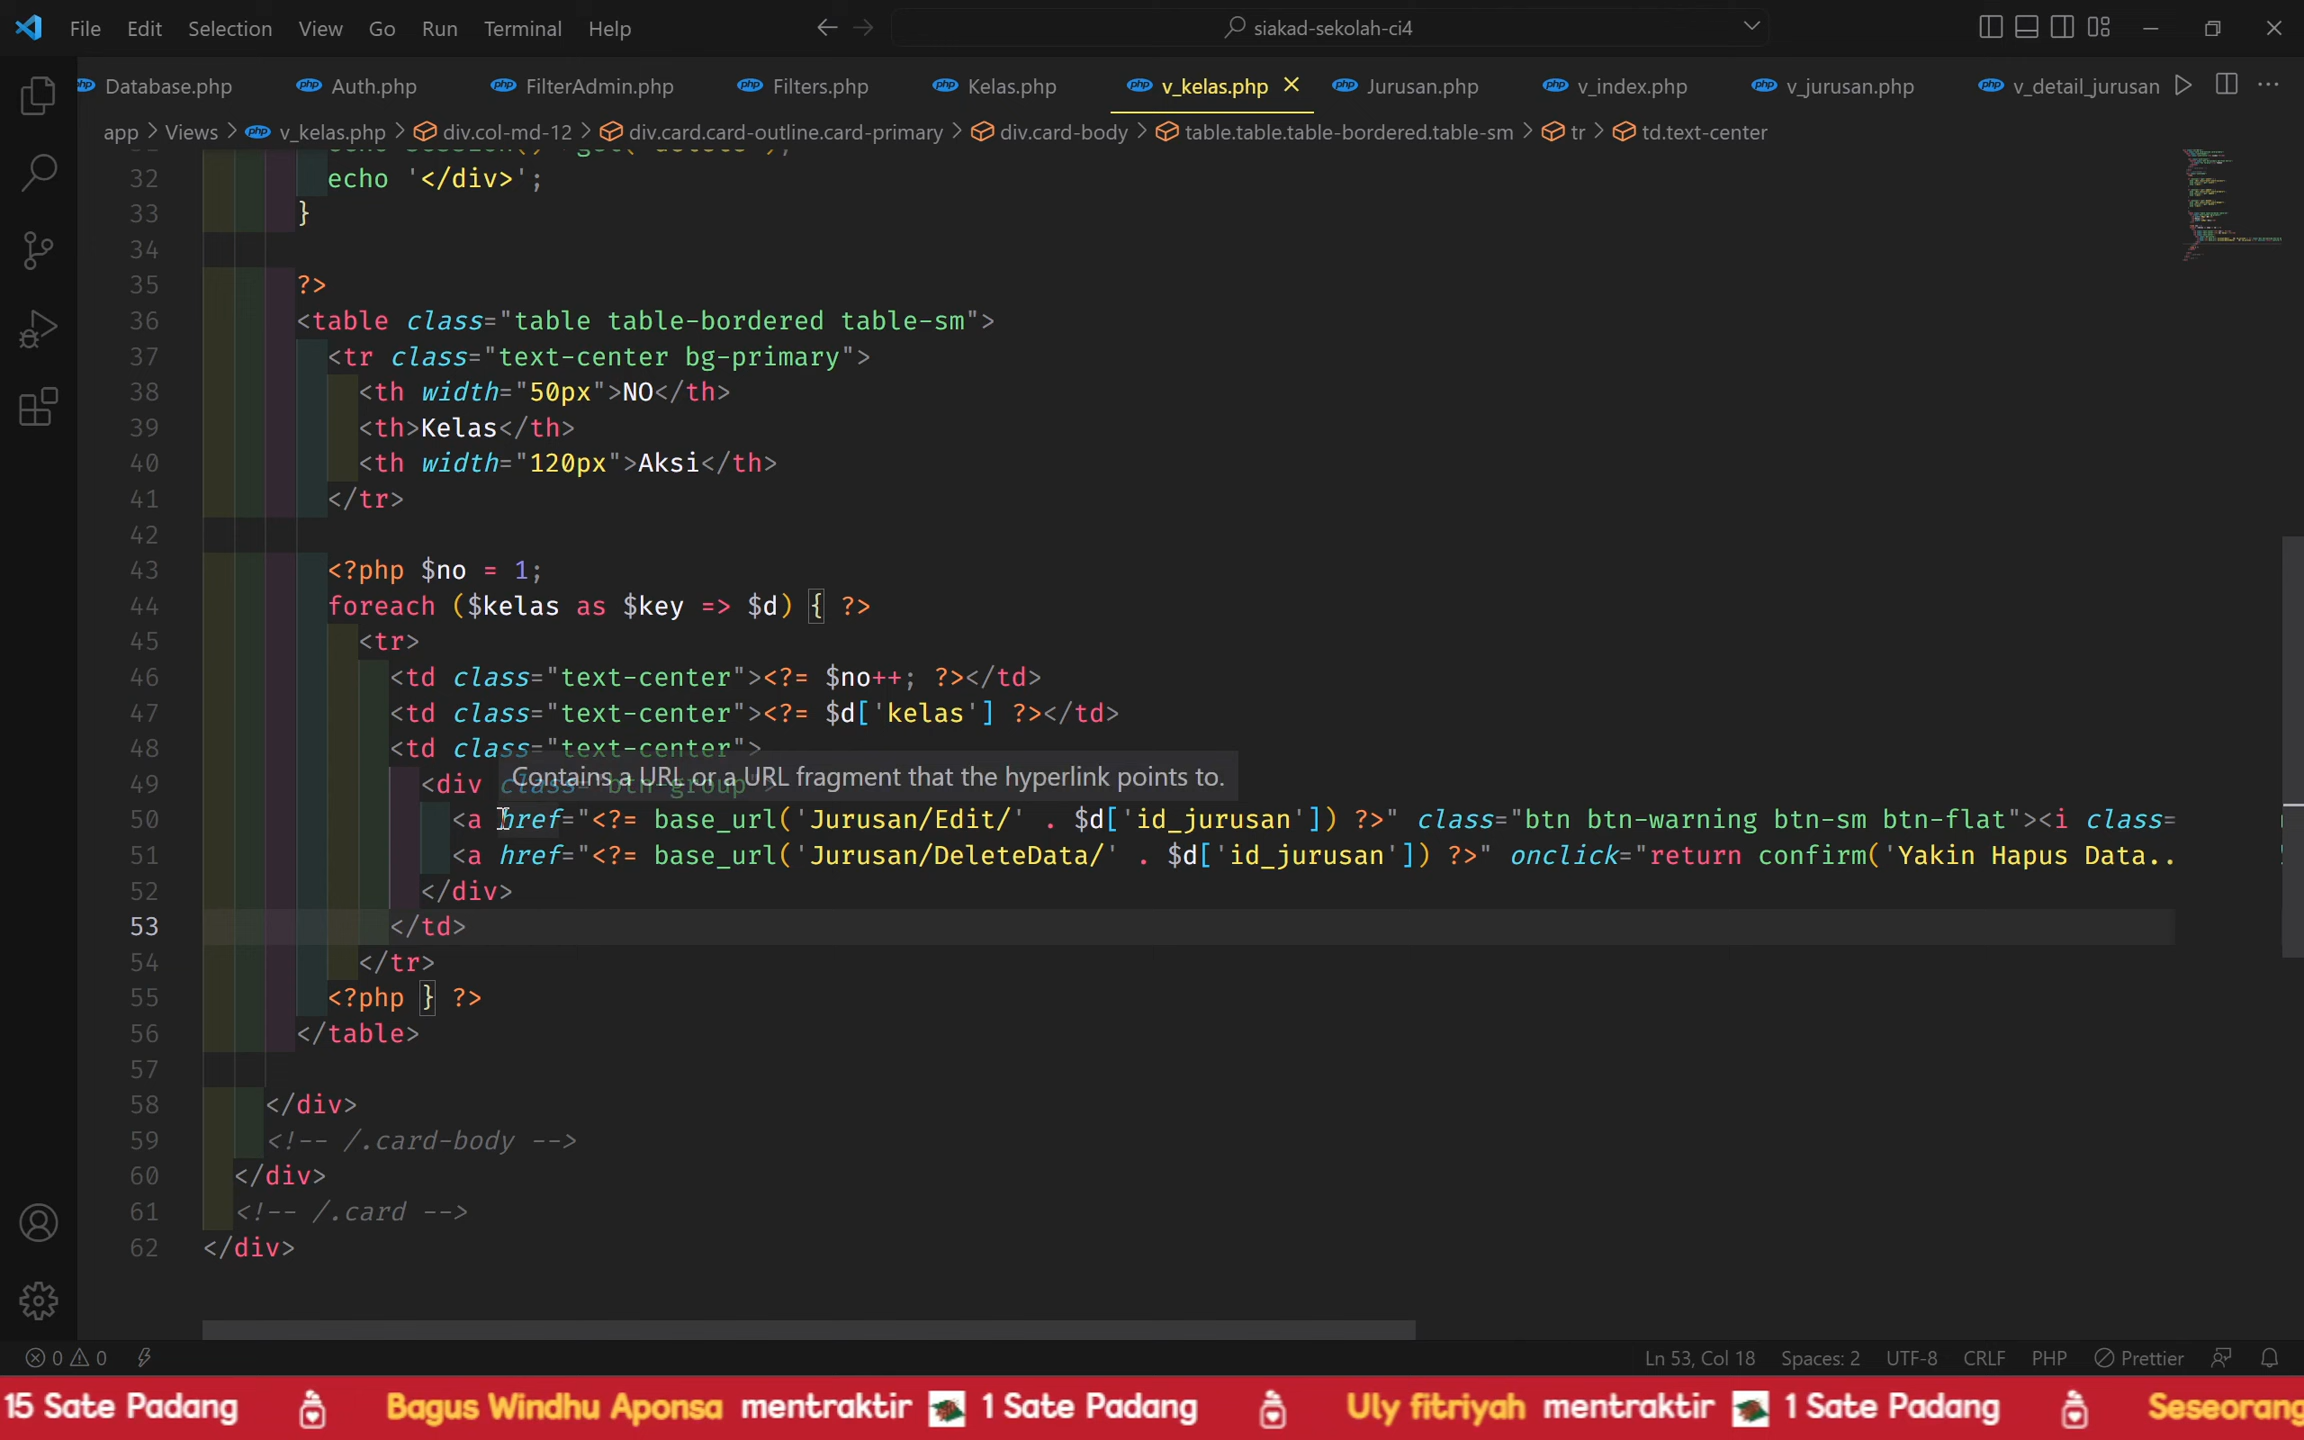 File Edit Selection View Go Run Terminal Help siakad-sekolah-ci4
Database.php Auth.php FilterAdmin.php Filters.php Kelas.php v_kelas.php Jurusan.php v_index.php v_jurusan.php v_detail_jurusan
app > Views > v_kelas.php > div.col-md-12 > div.card.card-outline.card-primary > div.card-body > table.table.table-bordered.table-sm > tr > td.text-center
32 echo '</div>';
33 }
34
35 ?>
36 <table class="table table-bordered table-sm">
37 <tr class="text-center bg-primary">
38 <th width="50px">NO</th>
39 <th>Kelas</th>
40 <th width="120px">Aksi</th>
41 </tr>
42
43 <?php $no = 1;
44 foreach ($kelas as $key => $d) { ?>
45 <tr>
46 <td class="text-center"><?= $no++; ?></td>
47 <td class="text-center"><?= $d['kelas'] ?></td>
48 <td class="text-center">
Contains a URL or a URL fragment that the hyperlink points to.
49 <div class="btn group">
50 <a href="<?= base_url('Jurusan/Edit/' . $d['id_jurusan']) ?>" class="btn btn-warning btn-sm btn-flat"><i class=
51 <a href="<?= base_url('Jurusan/DeleteData/' . $d['id_jurusan']) ?>" onclick="return confirm('Yakin Hapus Data..
52 </div>
53 </td>
54 </tr>
55 <?php } ?>
56 </table>
57
58 </div>
59 <!-- /.card-body -->
60 </div>
61 <!-- /.card -->
62 </div>
0 0 Ln 53, Col 18 Spaces: 2 UTF-8 CRLF PHP Prettier
15 Sate Padang Bagus Windhu Aponsa mentraktir 1 Sate Padang Uly fitriyah mentraktir 1 Sate Padang Seseorang